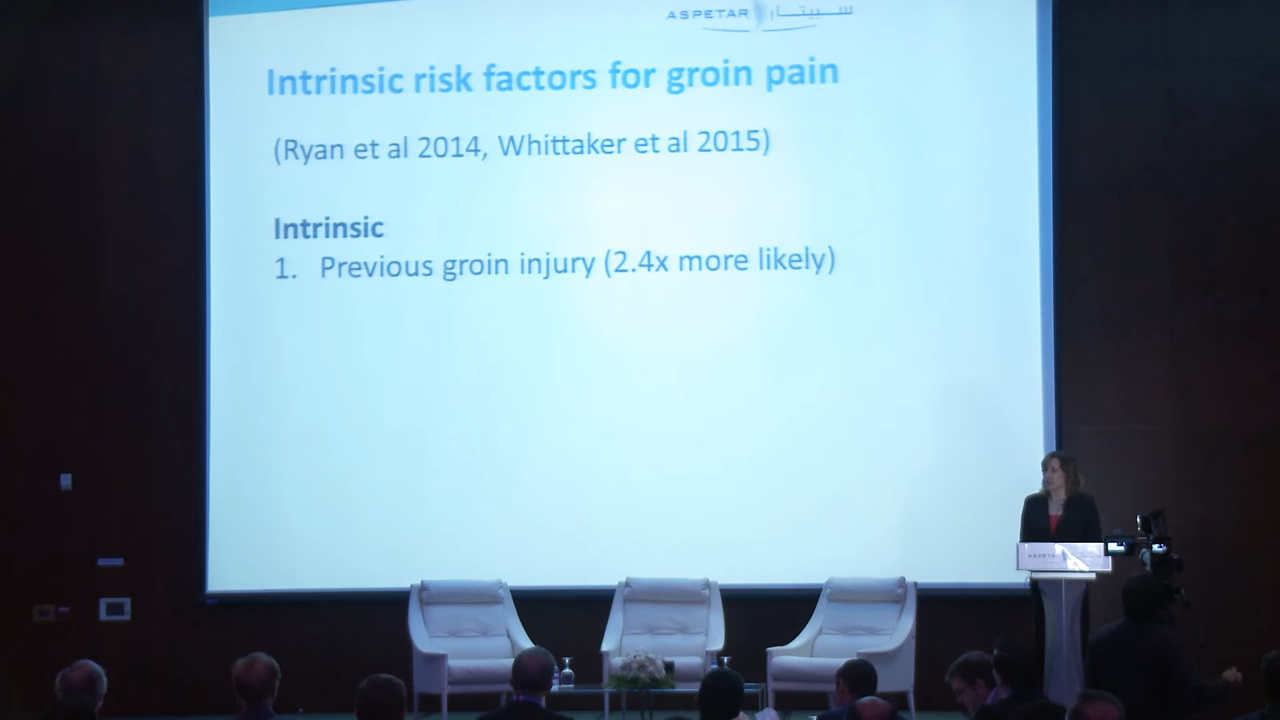 ASPETAR سبيتار
Intrinsic risk factors for groin pain
(Ryan et al 2014, Whittaker et al 2015)
Intrinsic
1. Previous groin injury (2.4x more likely)
ASPETAR